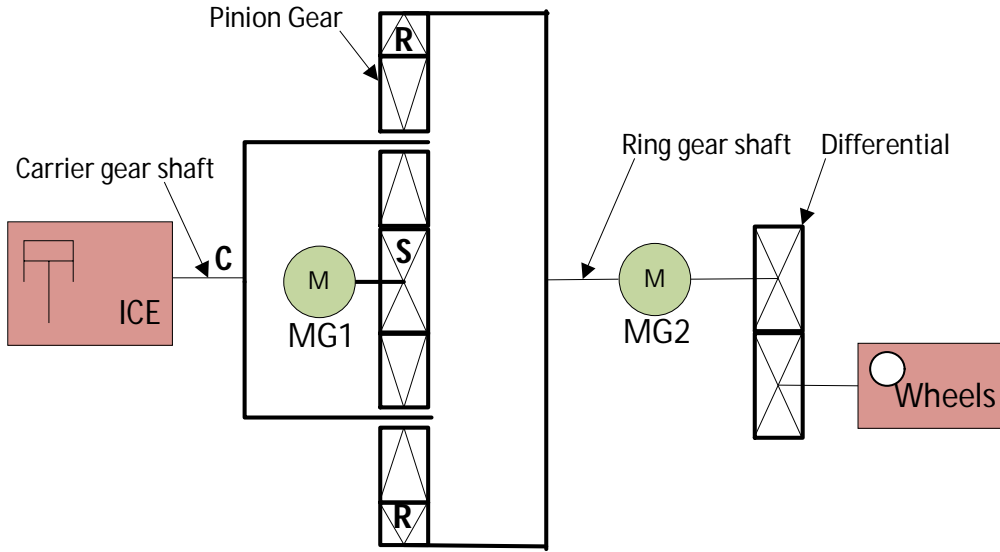 Pinion Gear
R
Carrier gear shaft
Ring gear shaft
Differential
C
S
M
MG1
ICE
M
MG2
Wheels
R